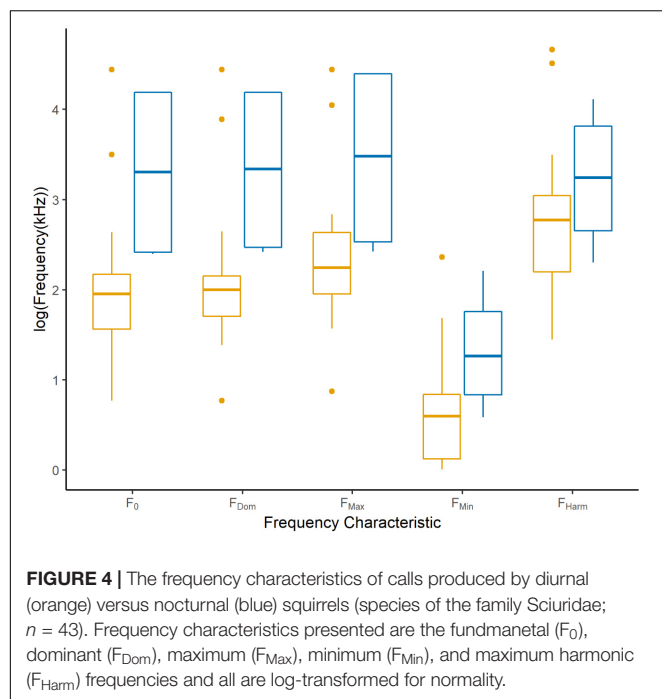 4
3
2
1
0
log(Frequency(kHz))
F0 FDom FMax FMin FHarm
Frequency Characteristic
FIGURE 4 | The frequency characteristics of calls produced by diurnal
(orange) versus nocturnal (blue) squirrels (species of the family Sciuridae;
n = 43). Frequency characteristics presented are the fundmanetal (F0),
dominant (FDom), maximum (FMax), minimum (FMin), and maximum harmonic
(FHarm) frequencies and all are log-transformed for normality.